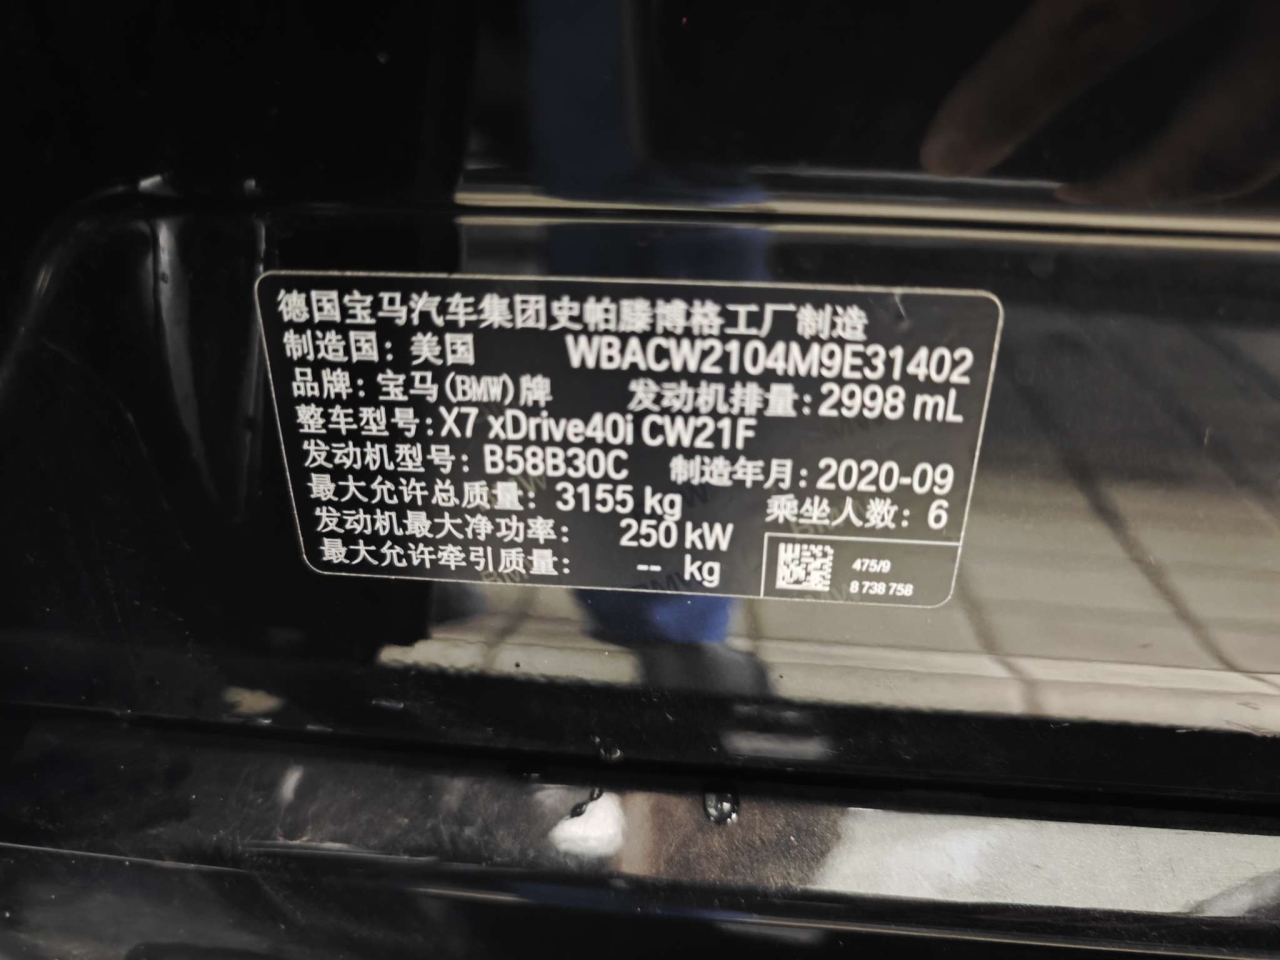 德国宝马汽车集团史帕滕博格工厂制造
制造国：美国 WBACW2104M9E31402
品牌：宝马(BMW)牌 发动机排量：2998 mL
整车型号：X7 xDrive40i CW21F
发动机型号：B58B30C 制造年月：2020-09
最大允许总质量：3155 kg 乘坐人数：6
发动机最大净功率：250 kW
最大允许牵引质量：-- kg
475/9
8 738 758